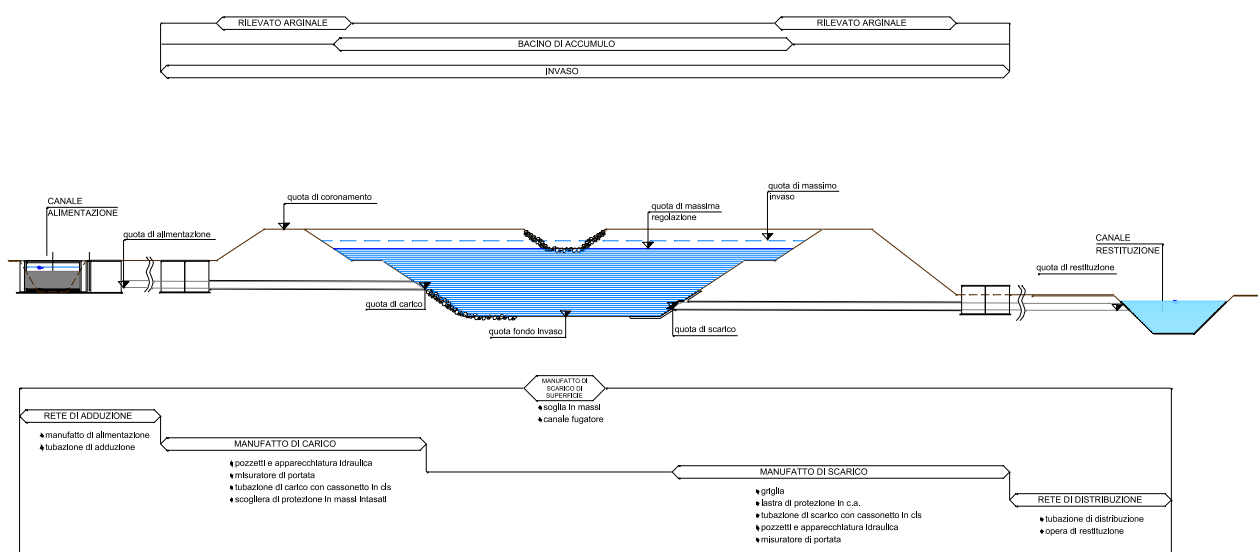 RILEVATO ARGINALE
RILEVATO ARGINALE
BACINO DI ACCUMULO
INVASO
CANALE
ALIMENTAZIONE
quota di alimentazione
quota di coronamento
quota di massima
regolazione
quota di massimo
invaso
CANALE
RESTITUZIONE
quota di restituzione
quota di carico
quota fondo invaso
quota di scarico
MANUFATTO DI
SCARICO DI
SUPERFICIE
soglia in massi
canale fugatore
RETE DI ADDUZIONE
manufatto di alimentazione
tubazione di adduzione
MANUFATTO DI CARICO
pozzetti e apparecchiatura idraulica
misuratore di portata
tubazione di carico con cassonetto in cls
scogliera di protezione in massi intasati
MANUFATTO DI SCARICO
griglia
lastra di protezione in c.a.
tubazione di scarico con cassonetto in cls
pozzetti e apparecchiatura idraulica
misuratore di portata
RETE DI DISTRIBUZIONE
tubazione di distribuzione
opera di restituzione